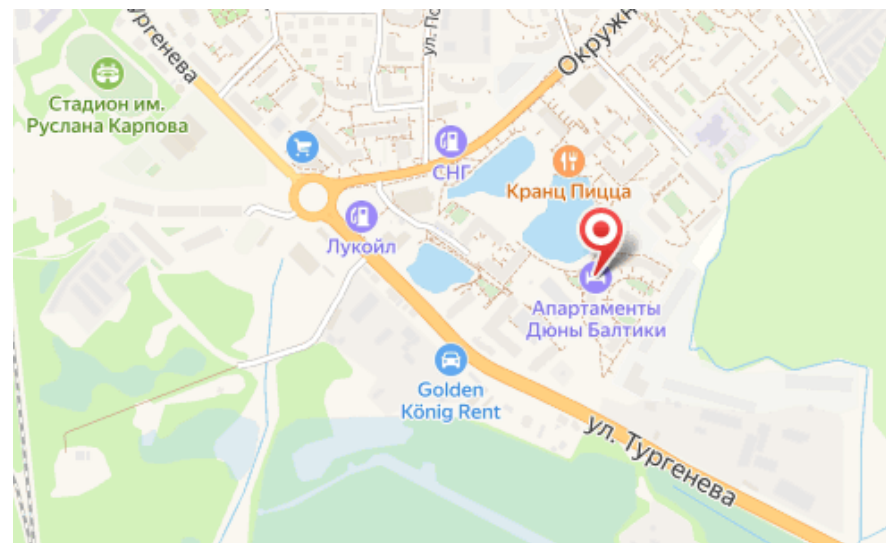 Тургенева
ул. По
Окружн
Стадион им.
Руслана Карпова
СНГ
Кранц Пицца
Лукойл
Апартаменты
Дюны Балтики
Golden
König Rent
ул. Тургенева